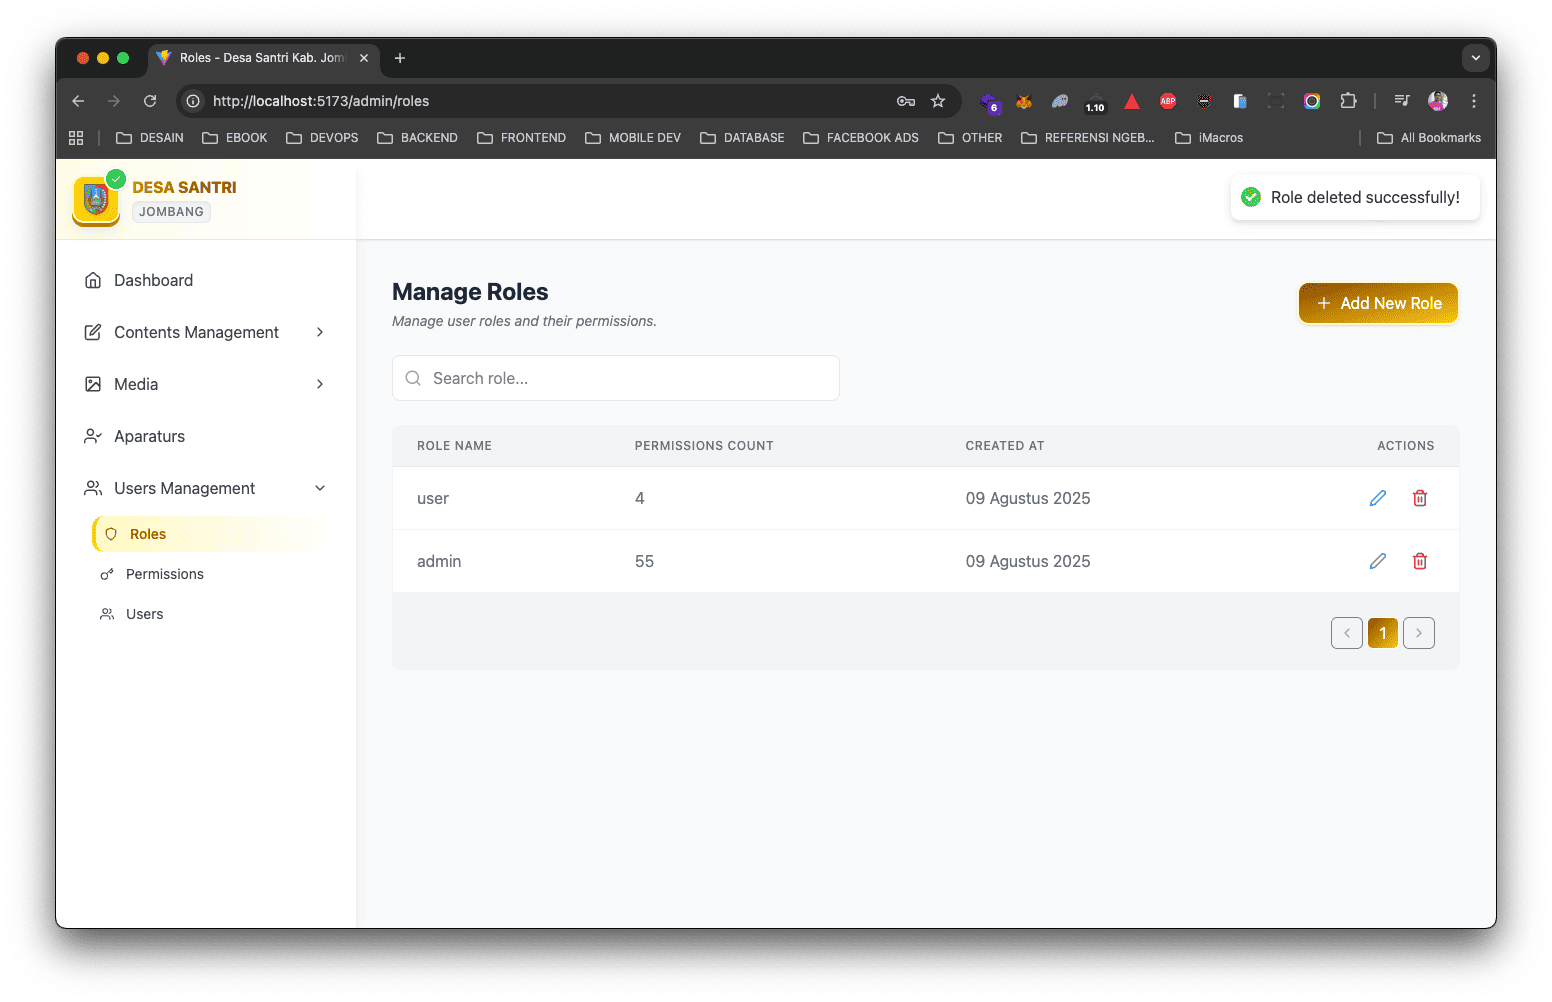 Roles - Desa Santri Kab. Jom
http://localhost:5173/admin/roles
6
1.10
ABP
DESAIN
EBOOK
DEVOPS
BACKEND
FRONTEND
MOBILE DEV
DATABASE
FACEBOOK ADS
OTHER
REFERENSI NGEB...
iMacros
All Bookmarks
DESA SANTRI
JOMBANG
Role deleted successfully!
Dashboard
Contents Management
Media
Aparaturs
Users Management
Roles
Permissions
Users
Manage Roles
Manage user roles and their permissions.
Add New Role
Search role...
ROLE NAME PERMISSIONS COUNT CREATED AT ACTIONS
user 4 09 Agustus 2025
admin 55 09 Agustus 2025
1